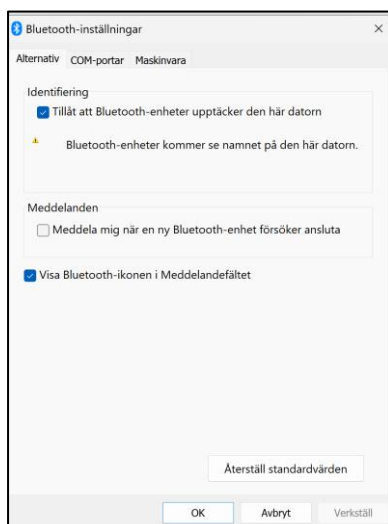 Bluetooth-inställningar
Alternativ COM-portar Maskinvara
Identifiering
Tillåt att Bluetooth-enheter upptäcker den här datorn
Bluetooth-enheter kommer se namnet på den här datorn.
Meddelanden
Meddela mig när en ny Bluetooth-enhet försöker ansluta
Visa Bluetooth-ikonen i Meddelandefältet
Återställ standardvärden
OK Avbryt Verkställ